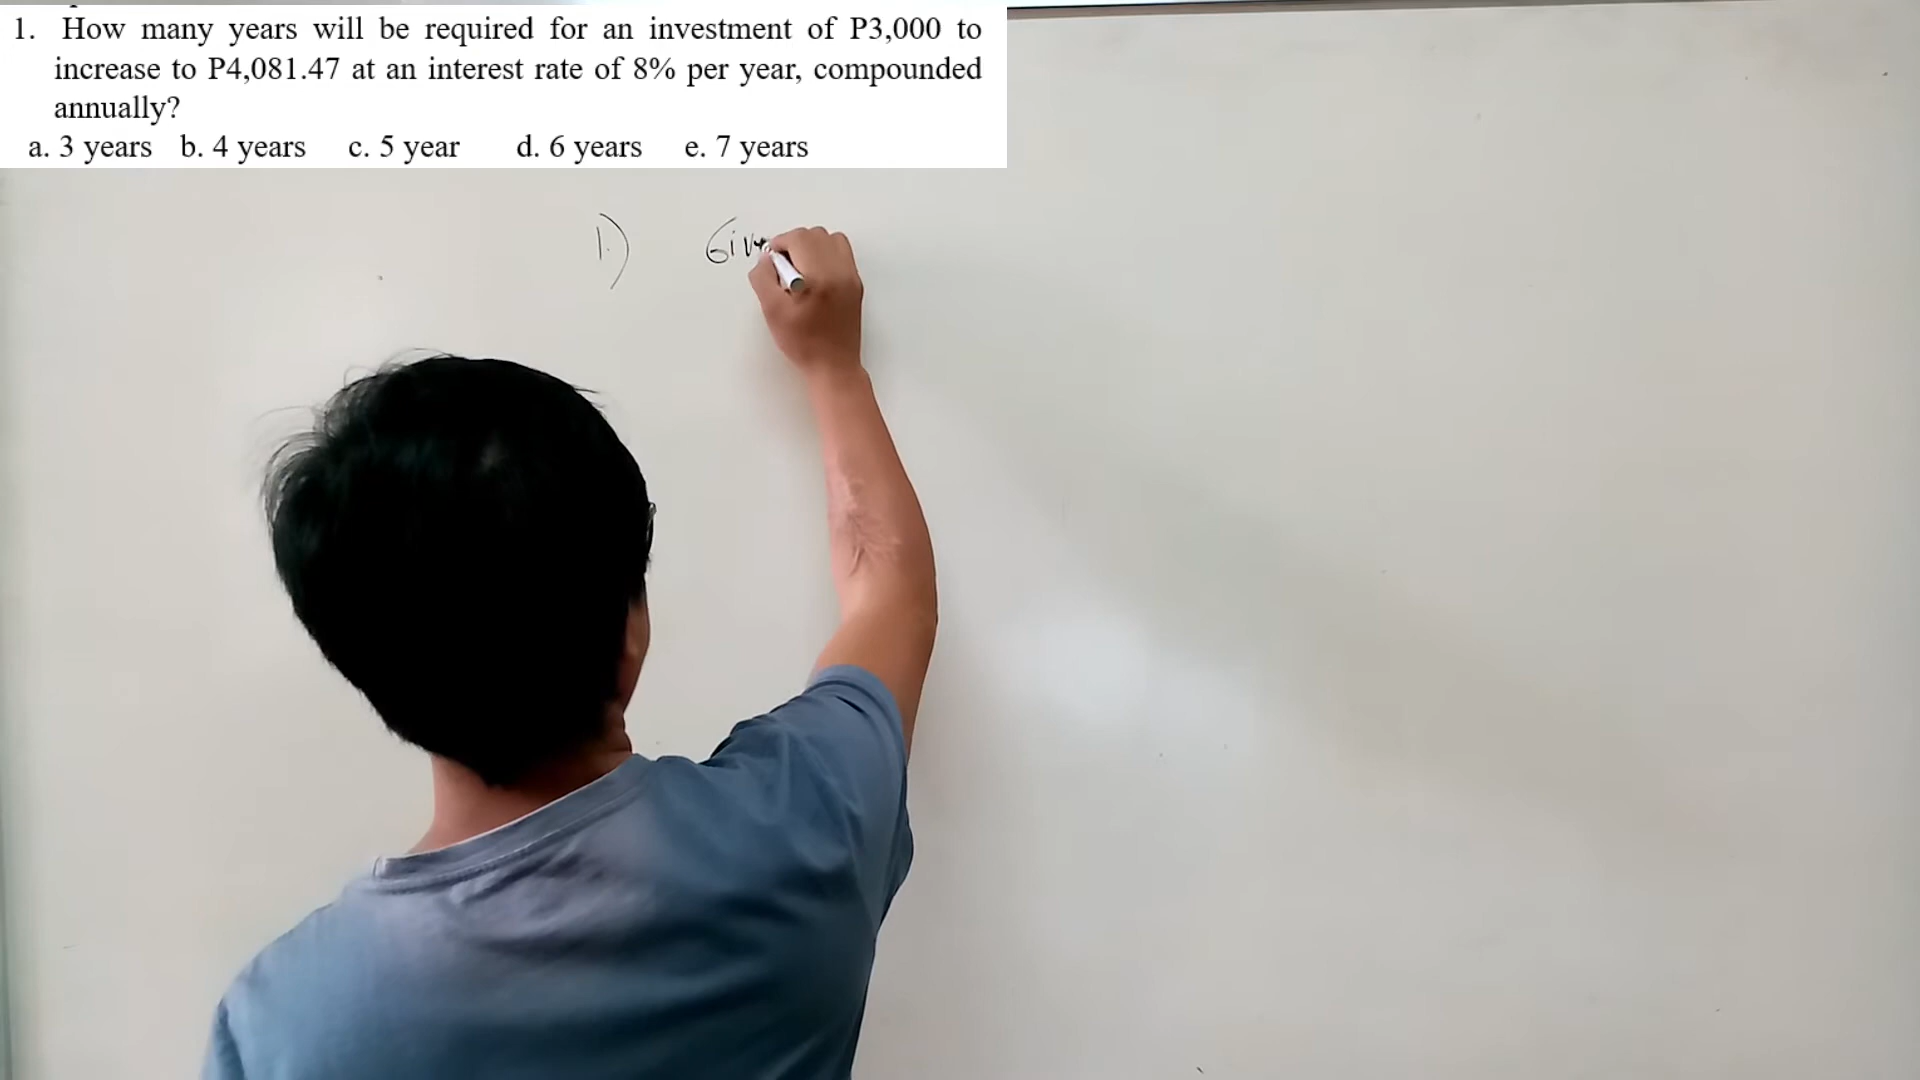 1. How many years will be required for an investment of P3,000 to
increase to P4,081.47 at an interest rate of 8% per year, compounded
annually?
a. 3 years b. 4 years c. 5 year d. 6 years e. 7 years
1.) Give